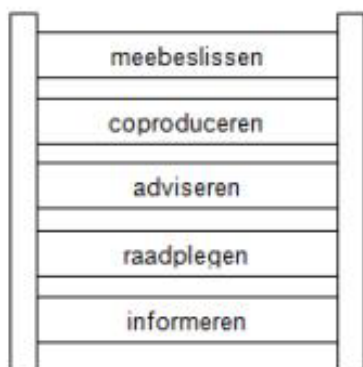 meebeslissen
coproduceren
adviseren
raadplegen
informeren